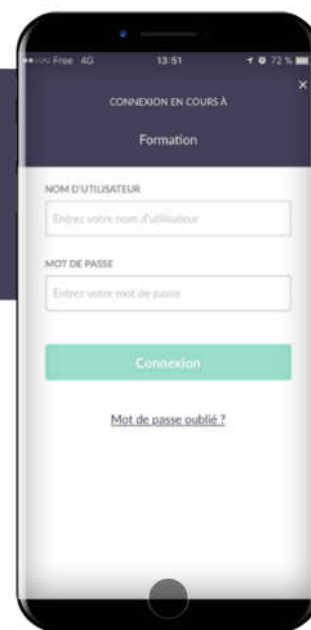 Free 4G 13:51 72 %
CONNEXION EN COURS À
Formation
NOM D'UTILISATEUR
Entrez votre nom d'utilisateur
MOT DE PASSE
Entrez votre mot de passe
Connexion
Mot de passe oublié ?